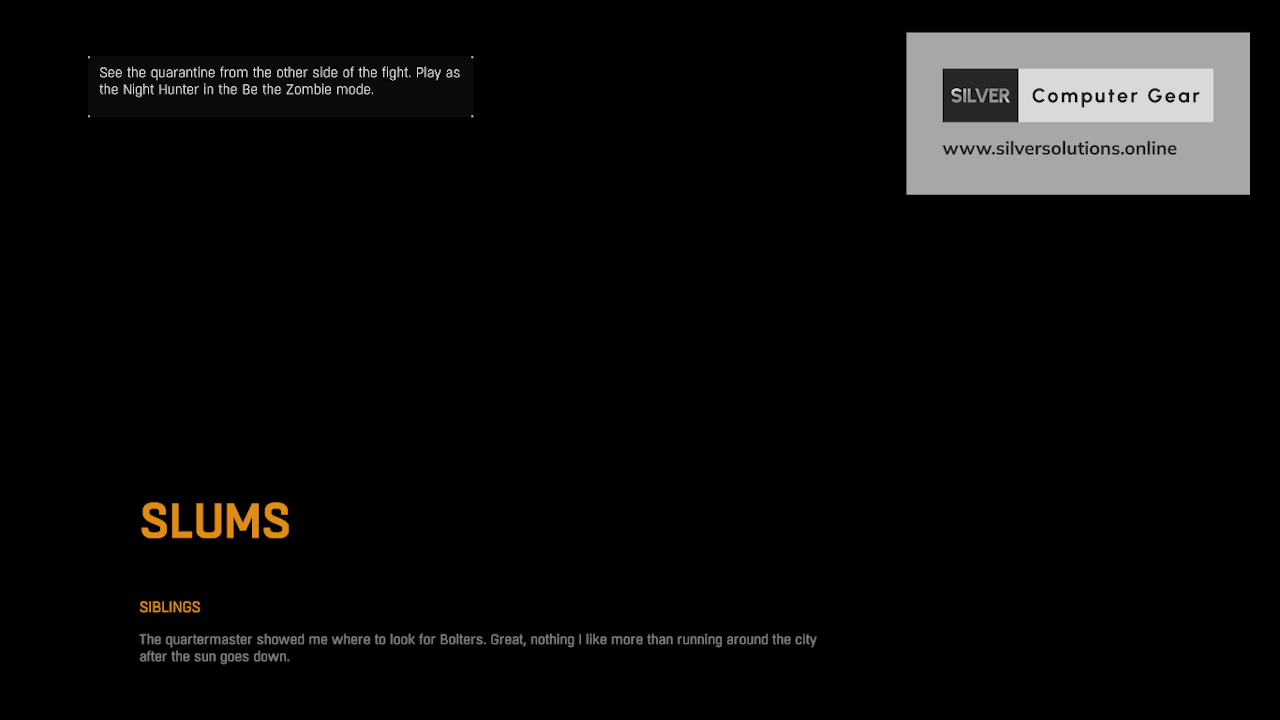 See the quarantine from the other side of the fight. Play as
the Night Hunter in the Be the Zombie mode.
SILVER Computer Gear
www.silversolutions.online
SLUMS
SIBLINGS
The quartermaster showed me where to look for Bolters. Great, nothing I like more than running around the city
after the sun goes down.